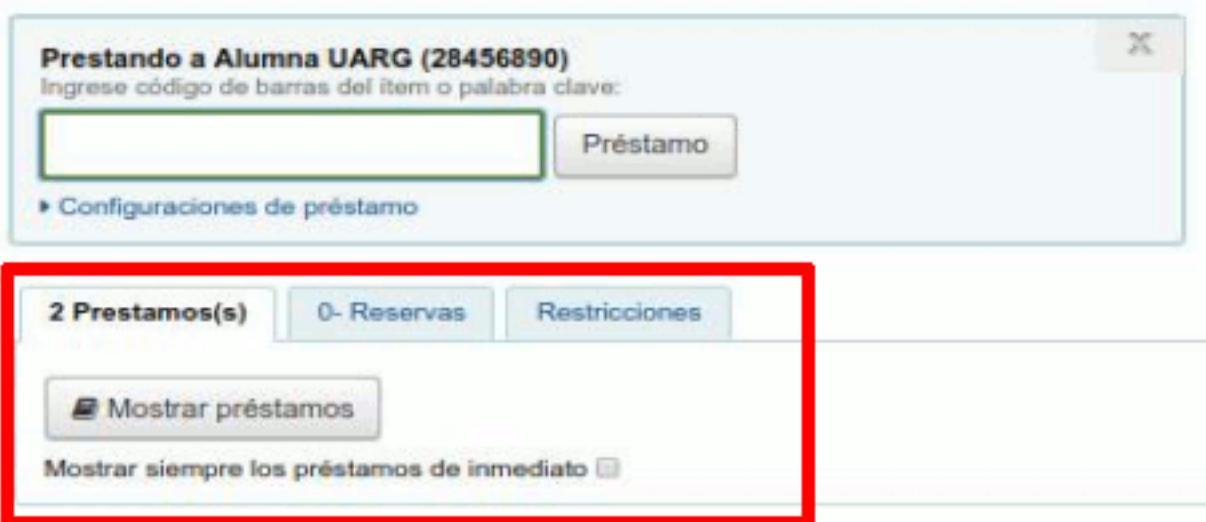 Prestando a Alumna UARG (28456890)
Ingrese código de barras del ítem o palabra clave:
Préstamo
Configuraciones de préstamo
2 Prestamos(s)
0- Reservas
Restricciones
Mostrar préstamos
Mostrar siempre los préstamos de inmediato